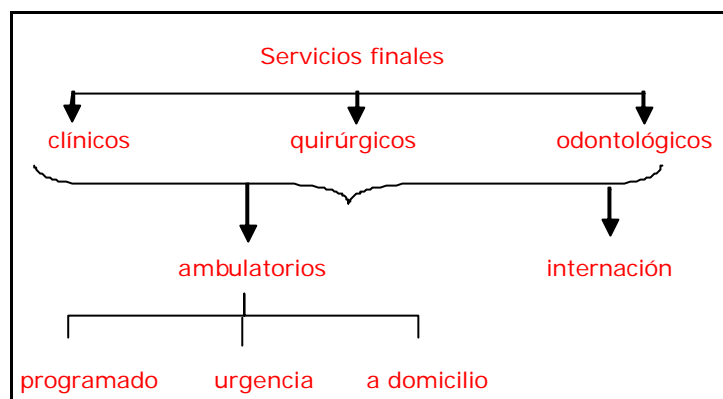 Servicios finales
clínicos quirúrgicos odontológicos
ambulatorios internación
programado urgencia a domicilio